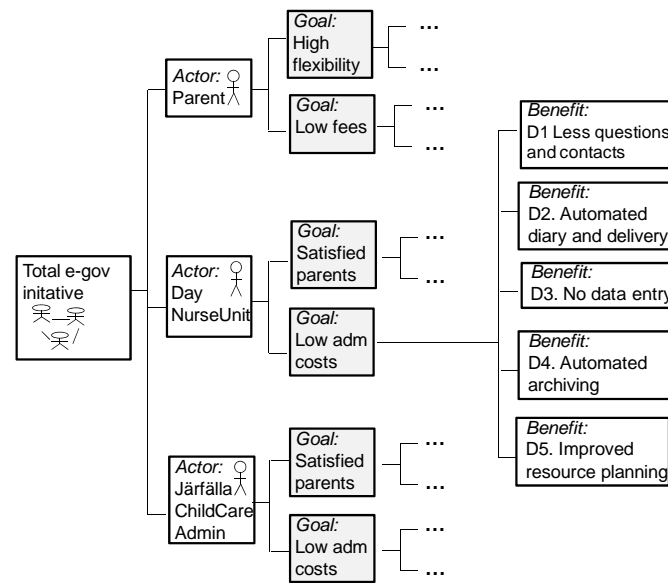 Total e-gov
initative
Actor:
Parent
Goal:
High
flexibility
...
...
Goal:
Low fees
...
...
Actor:
Day
NurseUnit
Goal:
Satisfied
parents
...
...
Goal:
Low adm
costs
Benefit:
D1 Less questions
and contacts
Benefit:
D2. Automated
diary and delivery
Benefit:
D3. No data entry
Benefit:
D4. Automated
archiving
Benefit:
D5. Improved
resource planning
Actor:
Järfälla
ChildCare
Admin
Goal:
Satisfied
parents
...
...
Goal:
Low adm
costs
...
...